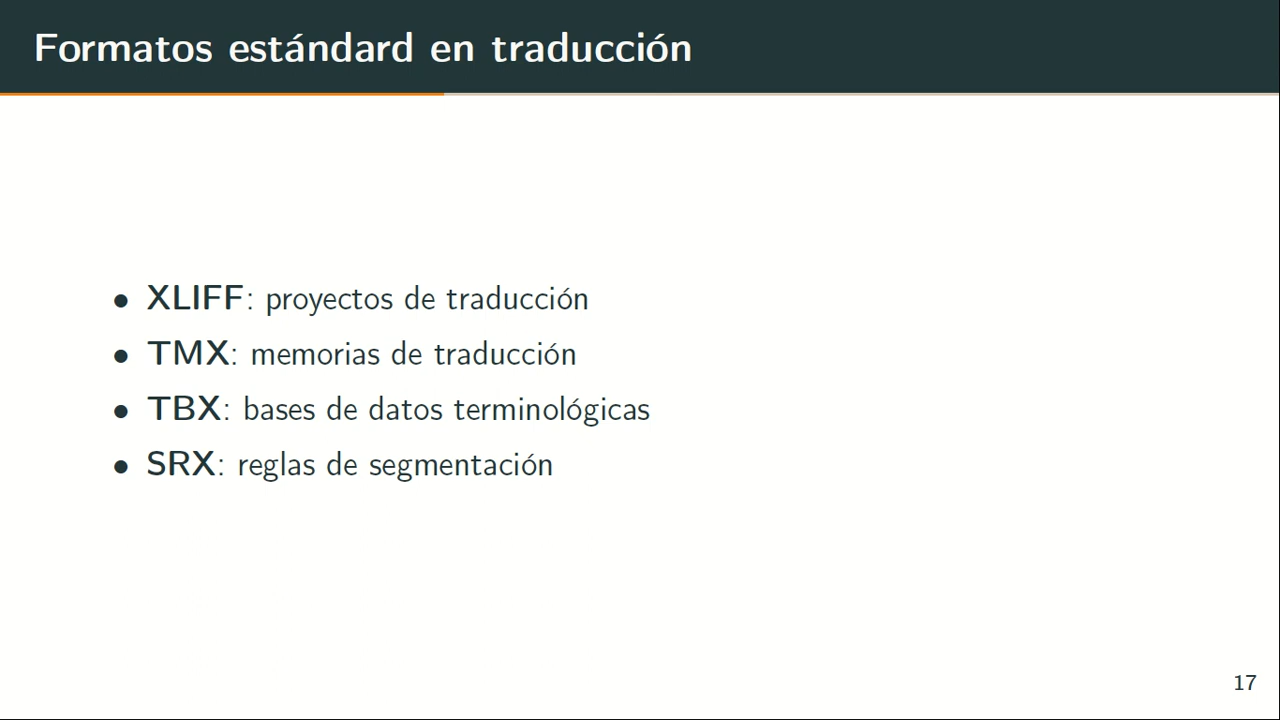 Formatos estándard en traducción
• XLIFF: proyectos de traducción
• TMX: memorias de traducción
• TBX: bases de datos terminológicas
• SRX: reglas de segmentación
17